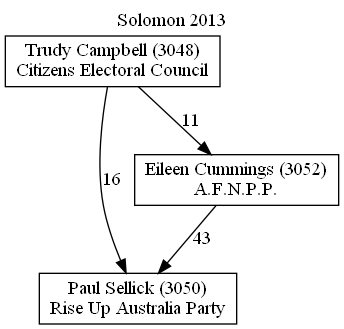 Solomon 2013
Trudy Campbell (3048)
Citizens Electoral Council
11
Eileen Cummings (3052)
A.F.N.P.P.
16
43
Paul Sellick (3050)
Rise Up Australia Party